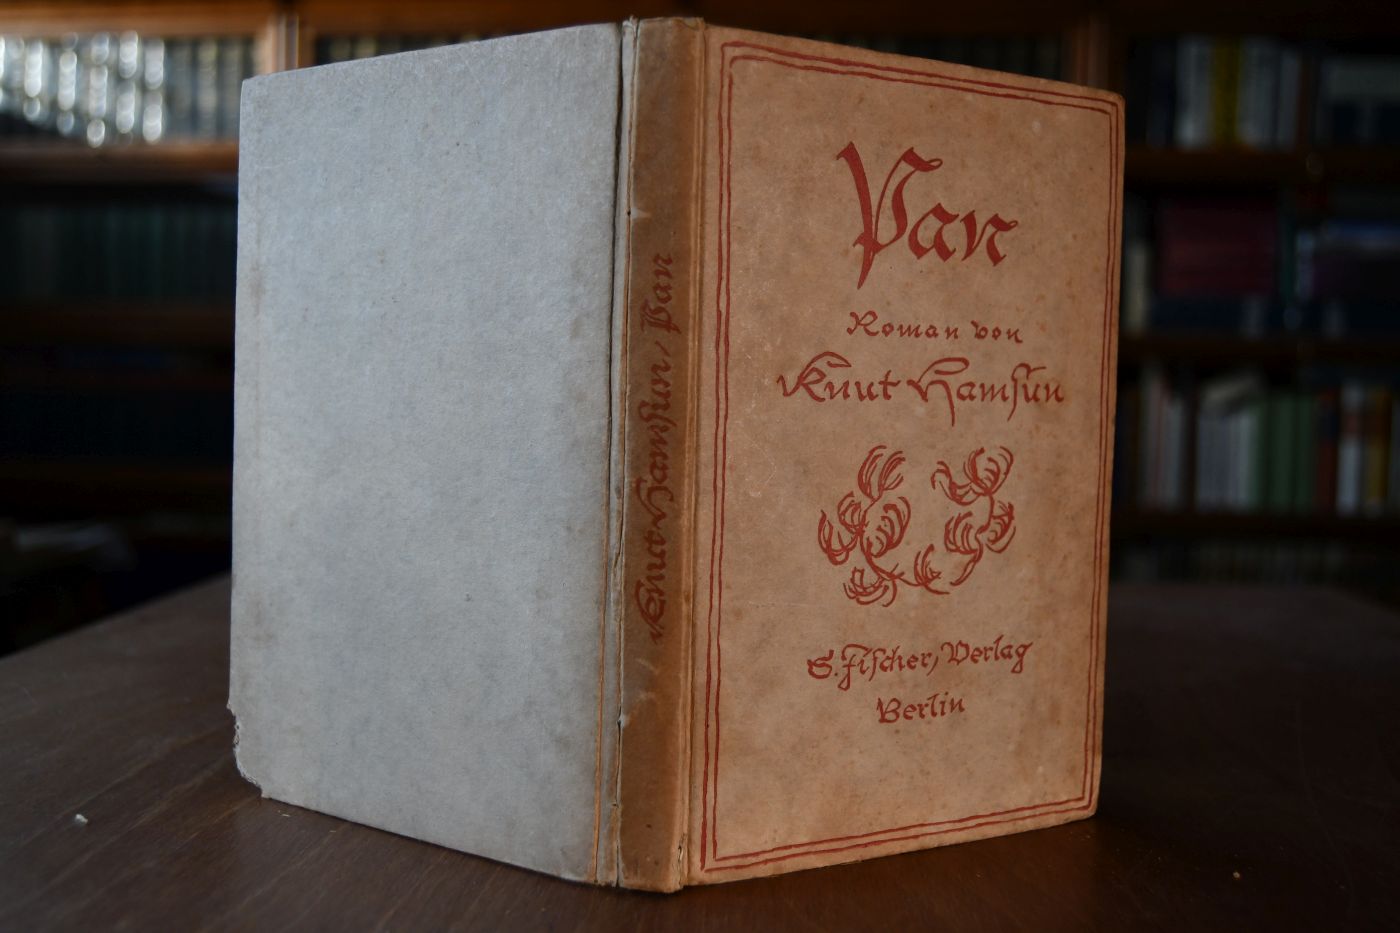 Knut Hamſun / Pan
Pan
Roman von
Knut Hamſun
S. Fiſcher, Verlag
Berlin